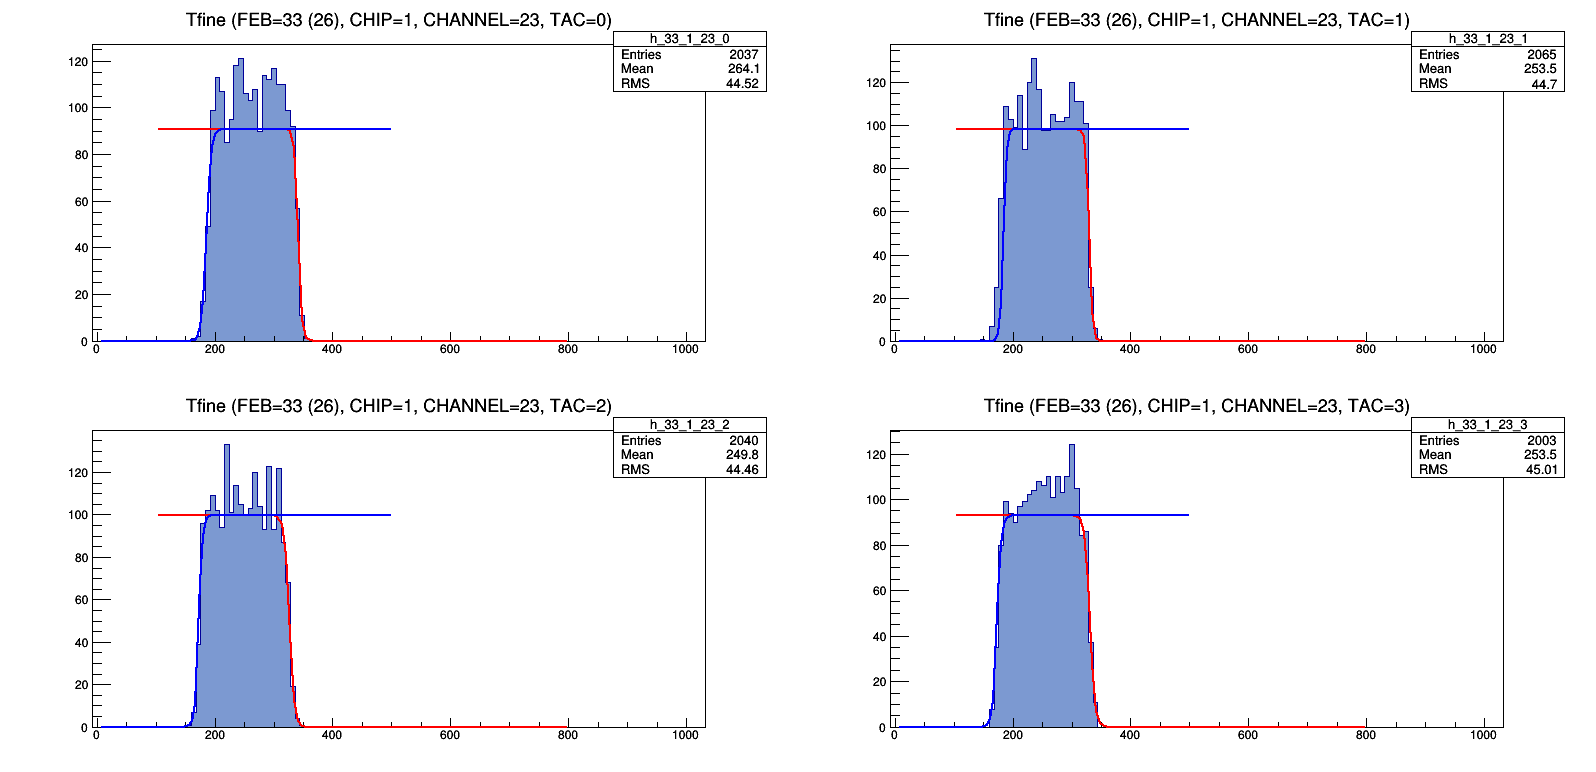 Tfine (FEB=33 (26), CHIP=1, CHANNEL=23, TAC=0)
h_33_1_23_0
Entries 2037
Mean 264.1
RMS 44.52
120
100
80
60
40
20
0
0 200 400 600 800 1000
Tfine (FEB=33 (26), CHIP=1, CHANNEL=23, TAC=1)
h_33_1_23_1
Entries 2065
Mean 253.5
RMS 44.7
120
100
80
60
40
20
0
0 200 400 600 800 1000
Tfine (FEB=33 (26), CHIP=1, CHANNEL=23, TAC=2)
h_33_1_23_2
Entries 2040
Mean 249.8
RMS 44.46
120
100
80
60
40
20
0
0 200 400 600 800 1000
Tfine (FEB=33 (26), CHIP=1, CHANNEL=23, TAC=3)
h_33_1_23_3
Entries 2003
Mean 253.5
RMS 45.01
120
100
80
60
40
20
0
0 200 400 600 800 1000